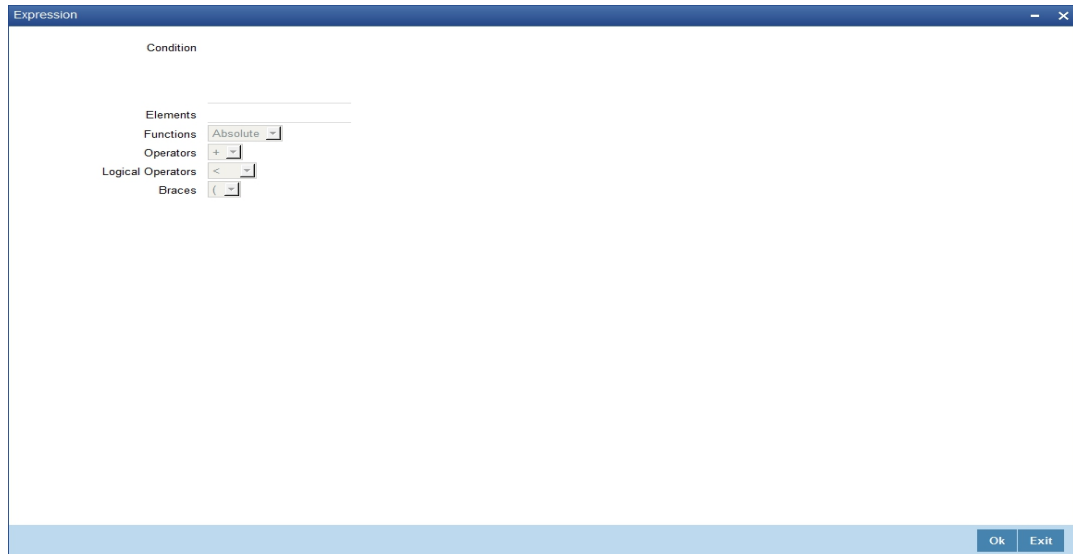 Expression
Condition
Elements
Functions Absolute
Operators +
Logical Operators <
Braces (
Ok Exit